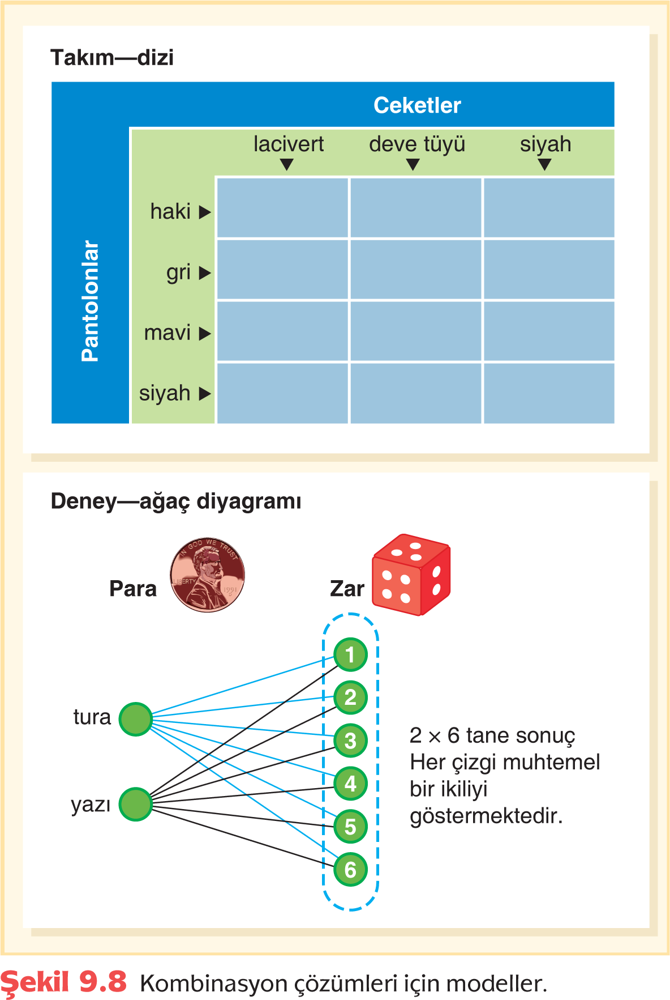 Takım—dizi
Ceketler
lacivert deve tüyü siyah
Pantolonlar
haki
gri
mavi
siyah
Deney—ağaç diyagramı
Para
IN GOD WE TRUST
LIBERTY
1991
D
Zar
1
2
3
4
5
6
tura
yazı
2 × 6 tane sonuç
Her çizgi muhtemel
bir ikiliyi
göstermektedir.
Şekil 9.8 Kombinasyon çözümleri için modeller.